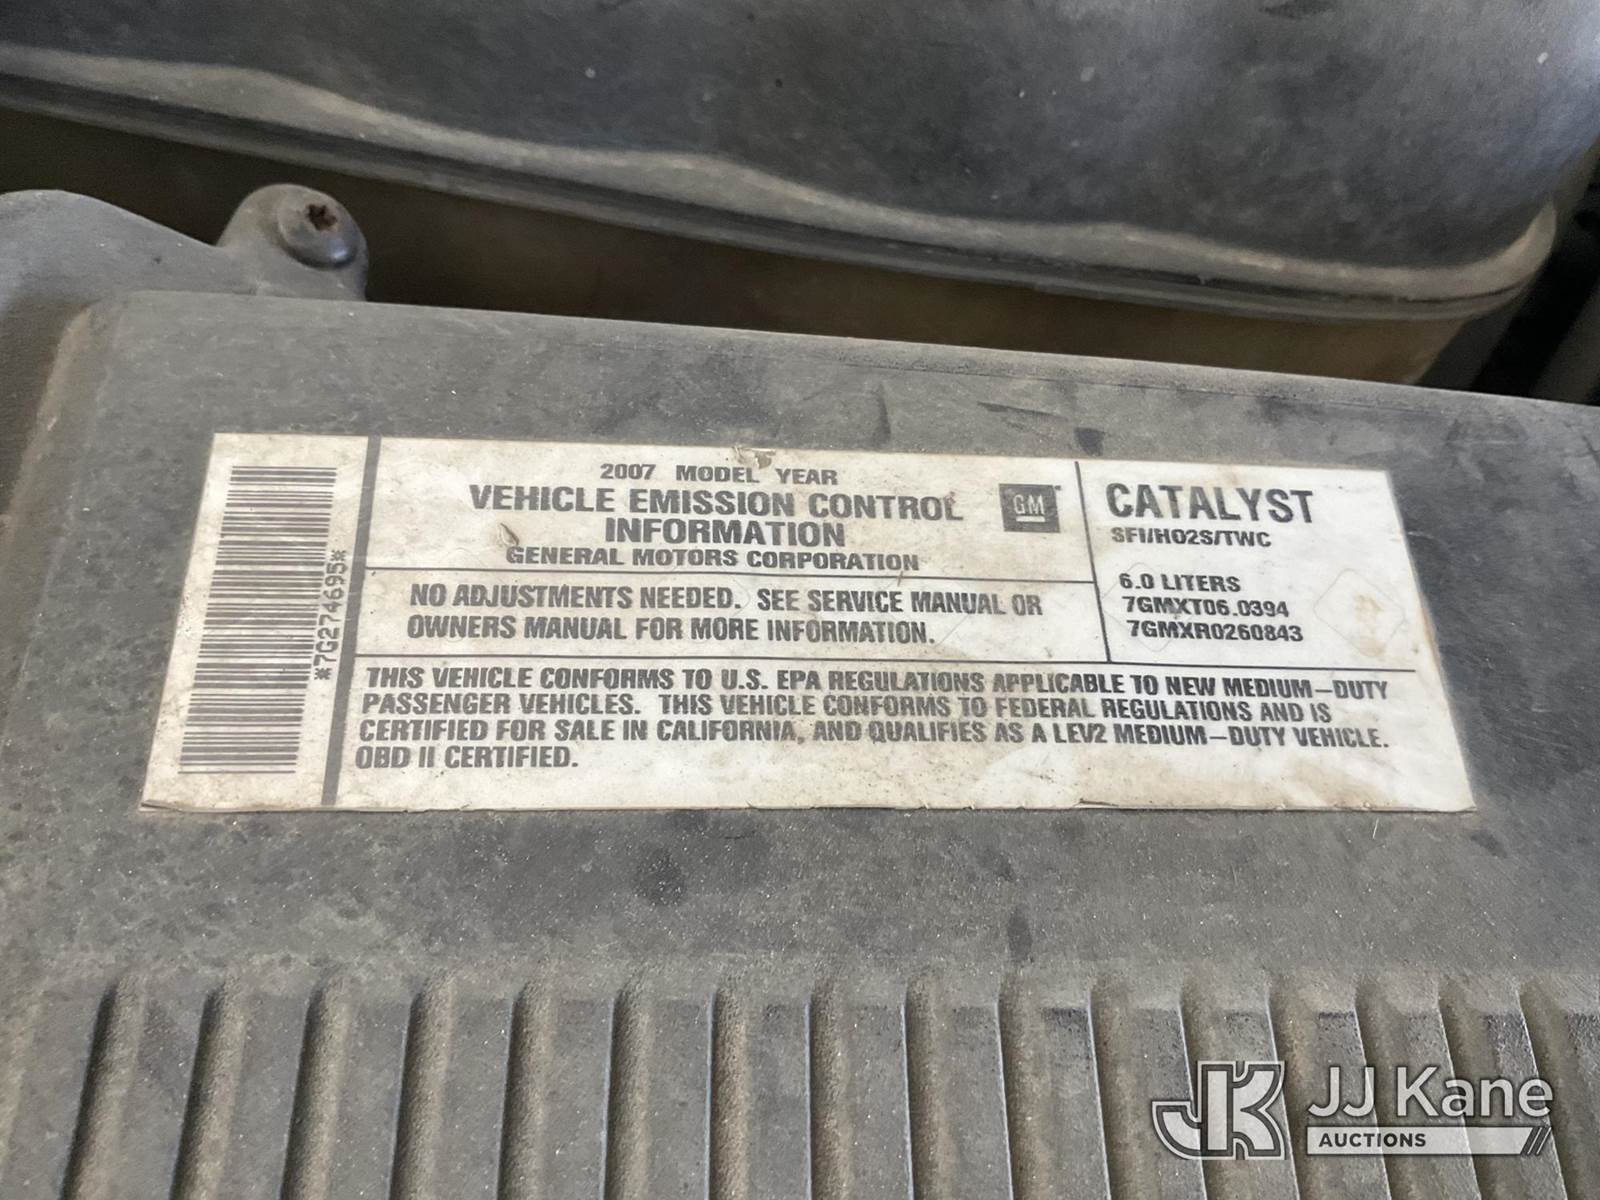 *7G274695*
2007 MODEL YEAR
VEHICLE EMISSION CONTROL
INFORMATION
GENERAL MOTORS CORPORATION
GM
NO ADJUSTMENTS NEEDED. SEE SERVICE MANUAL OR
OWNERS MANUAL FOR MORE INFORMATION.
CATALYST
SFI/HO2S/TWC
6.0 LITERS
7GMXT06.0394
7GMXR0260843
THIS VEHICLE CONFORMS TO U.S. EPA REGULATIONS APPLICABLE TO NEW MEDIUM-DUTY
PASSENGER VEHICLES. THIS VEHICLE CONFORMS TO FEDERAL REGULATIONS AND IS
CERTIFIED FOR SALE IN CALIFORNIA, AND QUALIFIES AS A LEV2 MEDIUM-DUTY VEHICLE.
OBD II CERTIFIED.
JK JJ Kane
AUCTIONS